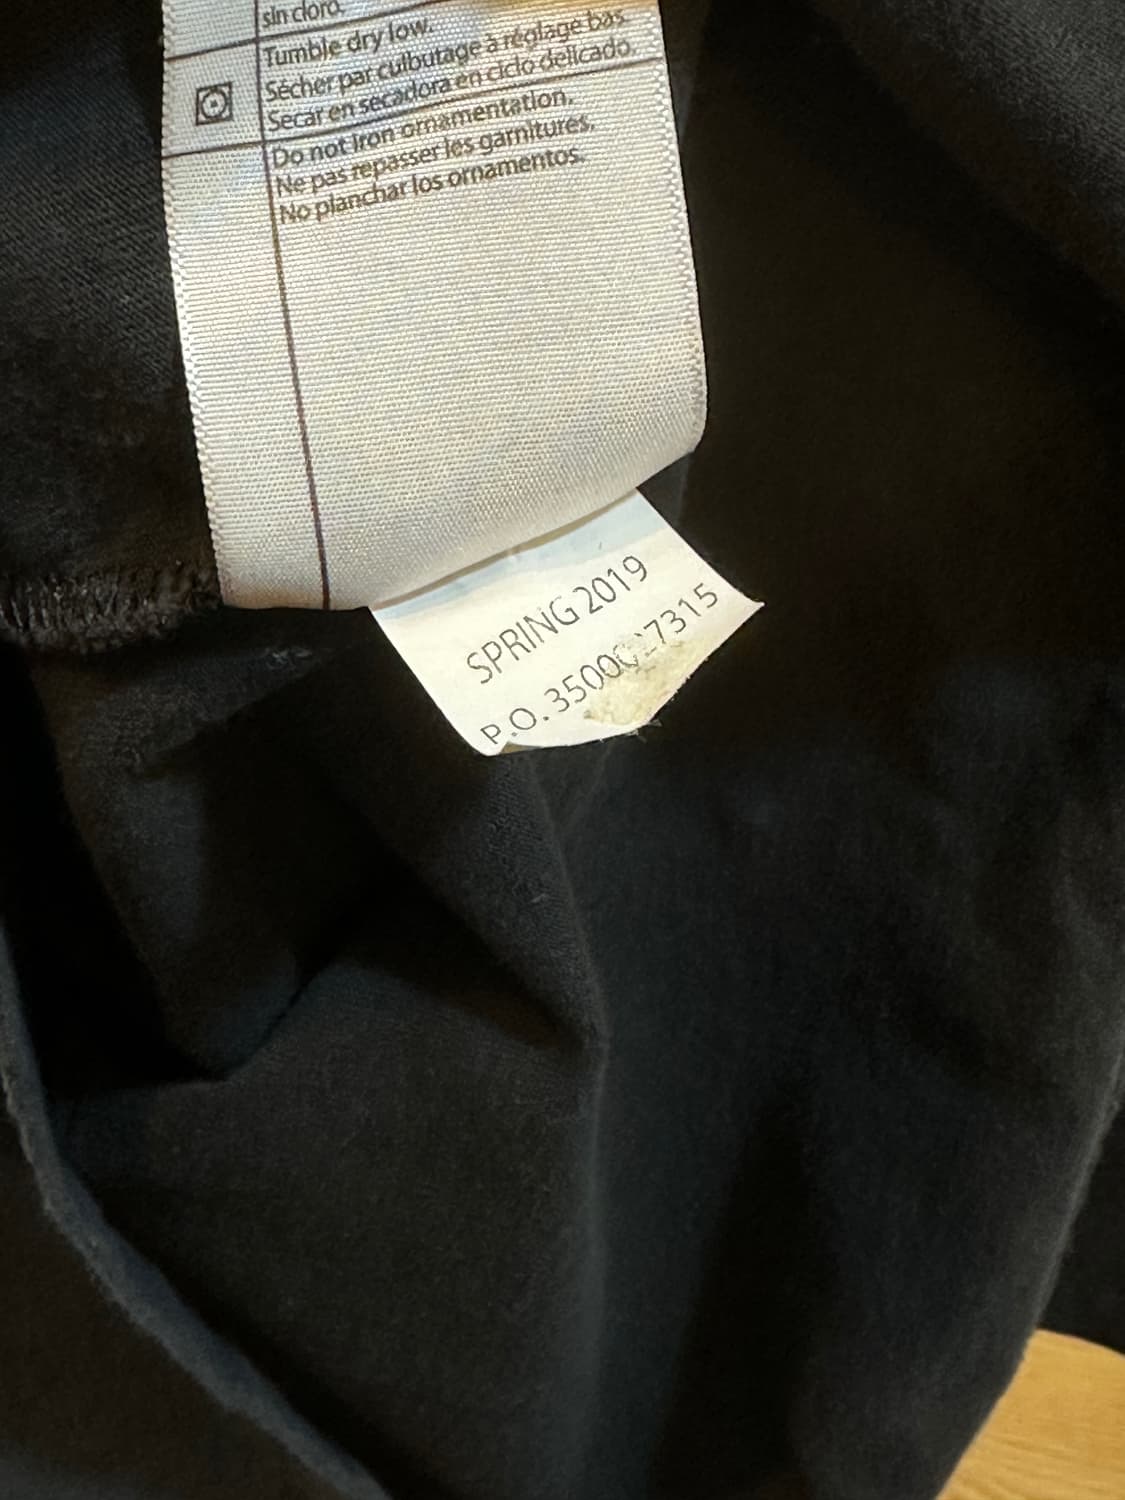 sin cloro.
Tumble dry low.
Sécher par culbutage à réglage bas.
Secar en secadora en ciclo delicado.
Do not iron ornamentation.
Ne pas repasser les garnitures.
No planchar los ornamentos.
SPRING 2019
P.O.